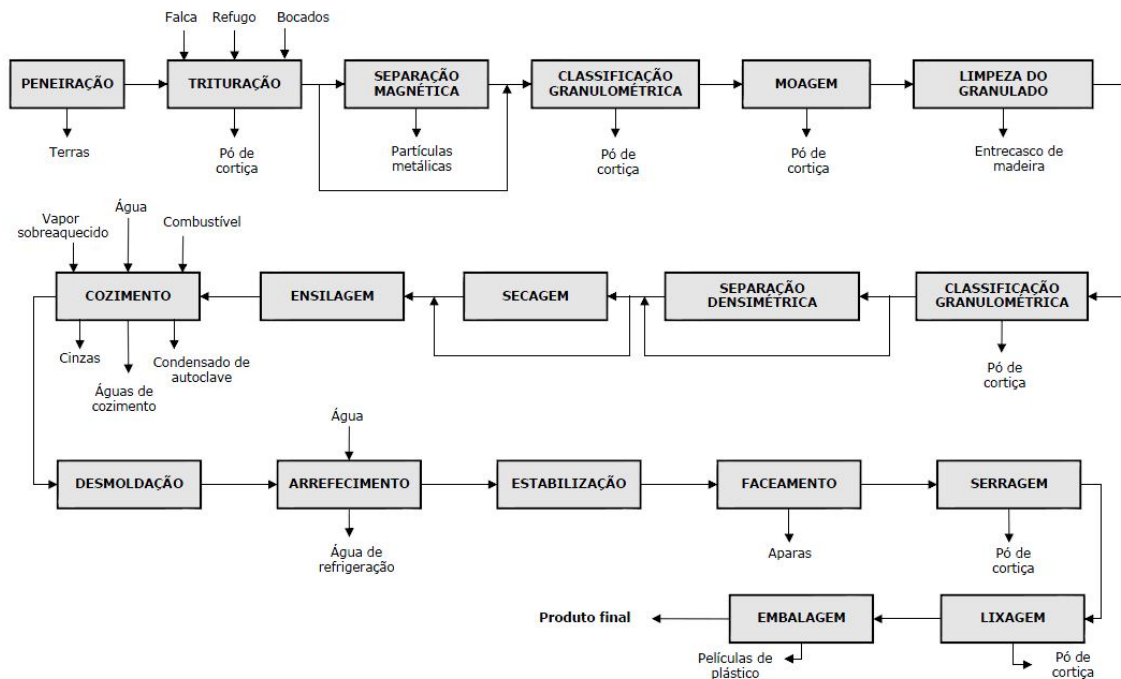 Falca
Refugo
Bocados
PENEIRAÇÃO
TRITURAÇÃO
SEPARAÇÃO
MAGNÉTICA
CLASSIFICAÇÃO
GRANULOMÉTRICA
MOAGEM
LIMPEZA DO
GRANULADO
Terras
Pó de
cortiça
Partículas
metálicas
Pó de
cortiça
Pó de
cortiça
Entrecasco de
madeira
Vapor
sobreaquecido
Água
Combustível
COZIMENTO
ENSILAGEM
SECAGEM
SEPARAÇÃO
DENSIMÉTRICA
CLASSIFICAÇÃO
GRANULOMÉTRICA
Cinzas
Águas de
cozimento
Condensado de
autoclave
Pó de
cortiça
Água
DESMOLDAÇÃO
ARREFECIMENTO
ESTABILIZAÇÃO
FACEAMENTO
SERRAGEM
Água de
refrigeração
Aparas
Pó de
cortiça
Produto final
EMBALAGEM
LIXAGEM
Películas de
plástico
Pó de
cortiça